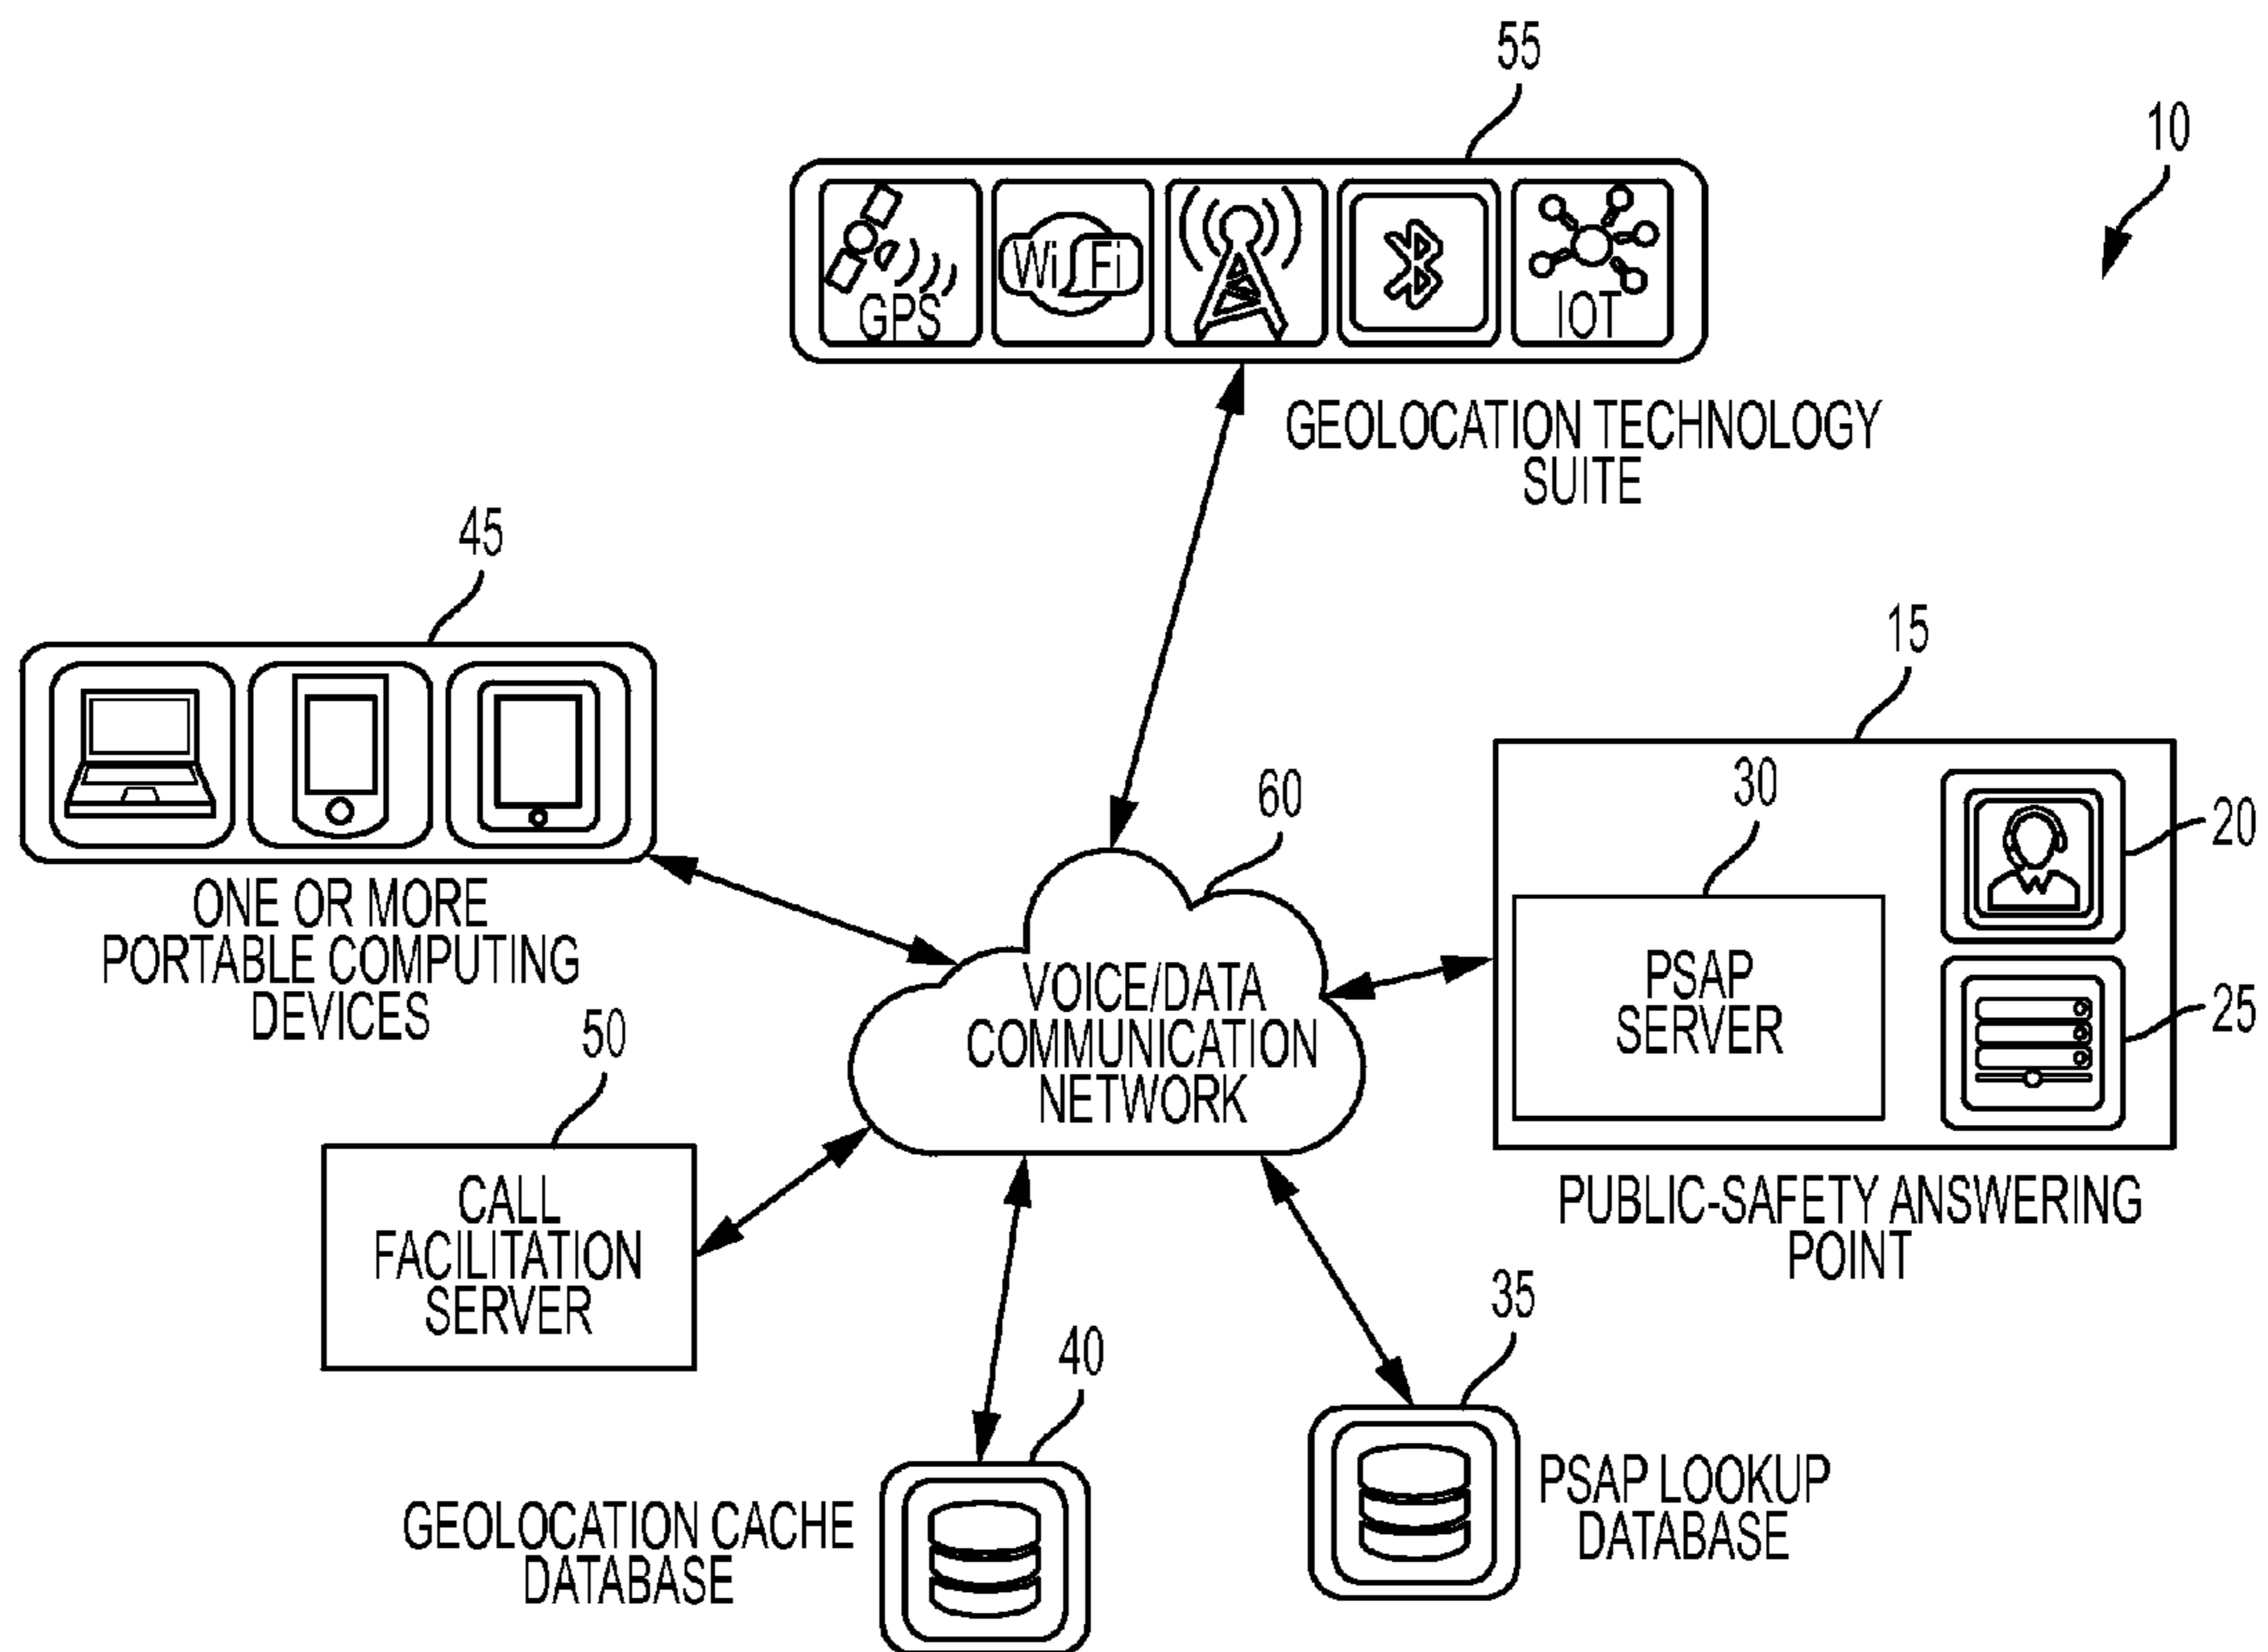 55
10
GPS
Wi Fi
IOT
GEOLOCATION TECHNOLOGY
SUITE
45
15
ONE OR MORE
PORTABLE COMPUTING
DEVICES
60
30
20
PSAP
SERVER
25
VOICE/DATA
COMMUNICATION
NETWORK
PUBLIC-SAFETY ANSWERING
POINT
50
CALL
FACILITATION
SERVER
40
GEOLOCATION CACHE
DATABASE
35
PSAP LOOKUP
DATABASE